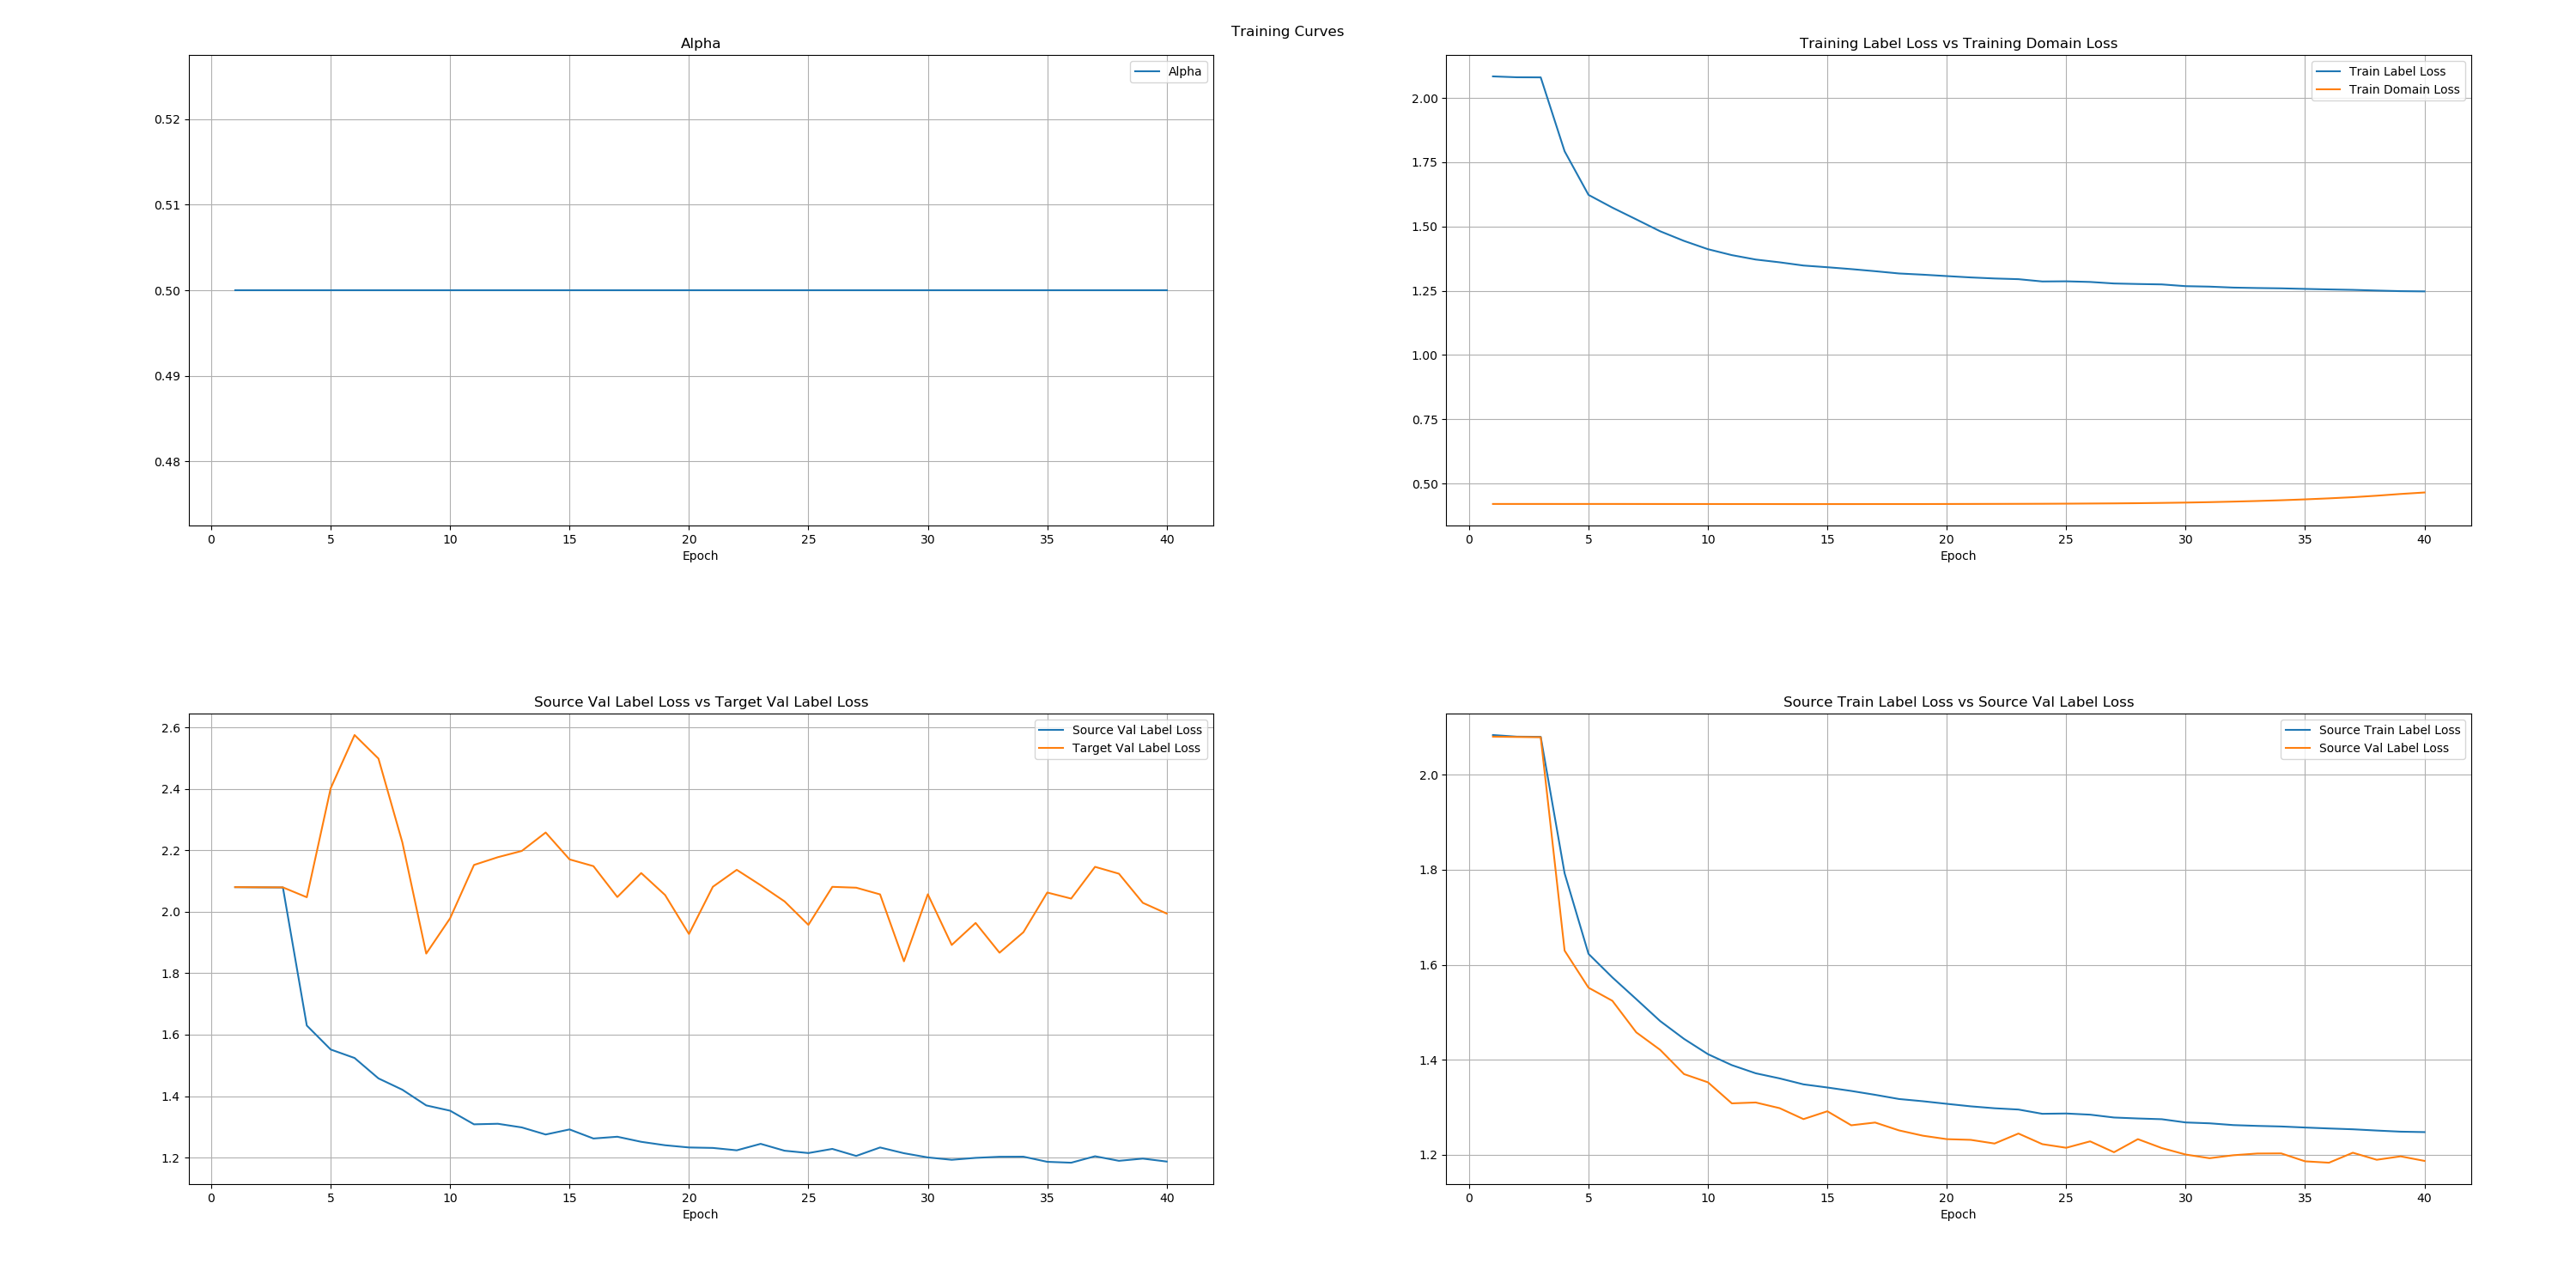 Training Curves
Alpha
Alpha
0.52
0.51
0.50
0.49
0.48
0 5 10 15 20 25 30 35 40
Epoch
Training Label Loss vs Training Domain Loss
Train Label Loss
Train Domain Loss
2.00
1.75
1.50
1.25
1.00
0.75
0.50
0 5 10 15 20 25 30 35 40
Epoch
Source Val Label Loss vs Target Val Label Loss
Source Val Label Loss
Target Val Label Loss
2.6
2.4
2.2
2.0
1.8
1.6
1.4
1.2
0 5 10 15 20 25 30 35 40
Epoch
Source Train Label Loss vs Source Val Label Loss
Source Train Label Loss
Source Val Label Loss
2.0
1.8
1.6
1.4
1.2
0 5 10 15 20 25 30 35 40
Epoch